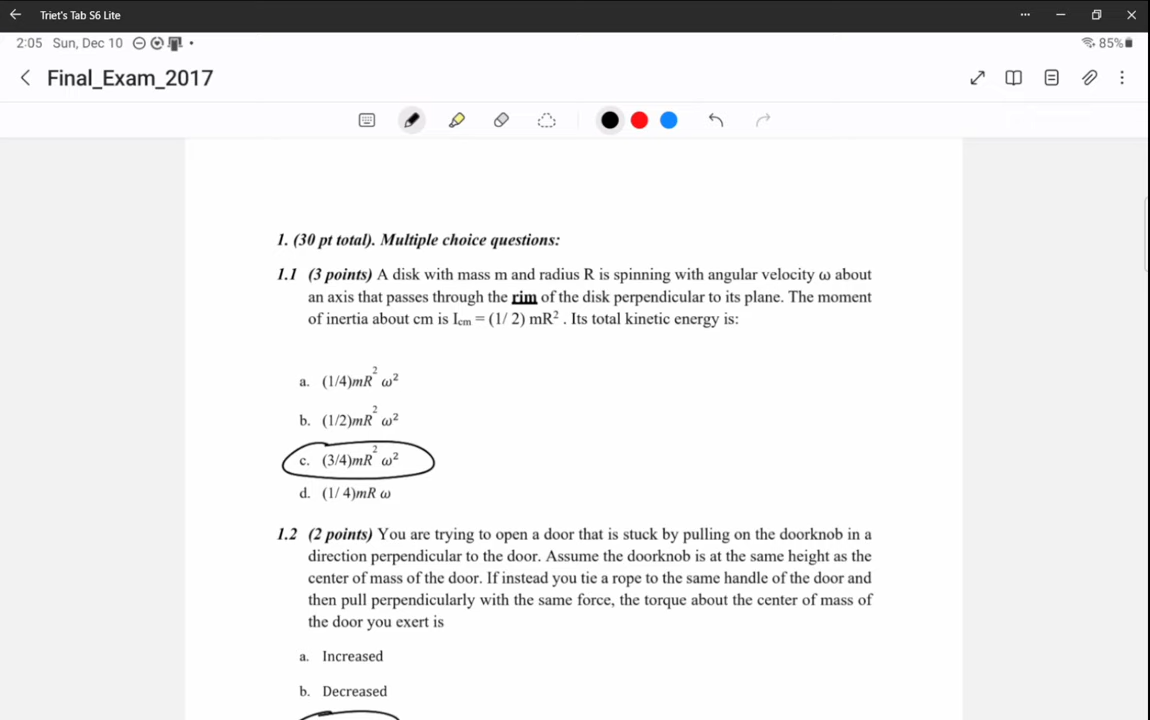 Triet's Tab S6 Lite
2:05 Sun, Dec 10
85%
Final_Exam_2017
1. (30 pt total). Multiple choice questions:
1.1 (3 points) A disk with mass m and radius R is spinning with angular velocity ω about
an axis that passes through the rim of the disk perpendicular to its plane. The moment
of inertia about cm is Icm = (1/ 2) mR² . Its total kinetic energy is:
a. (1/4)mR² ω²
b. (1/2)mR² ω²
c. (3/4)mR² ω²
d. (1/ 4)mR ω
1.2 (2 points) You are trying to open a door that is stuck by pulling on the doorknob in a
direction perpendicular to the door. Assume the doorknob is at the same height as the
center of mass of the door. If instead you tie a rope to the same handle of the door and
then pull perpendicularly with the same force, the torque about the center of mass of
the door you exert is
a. Increased
b. Decreased